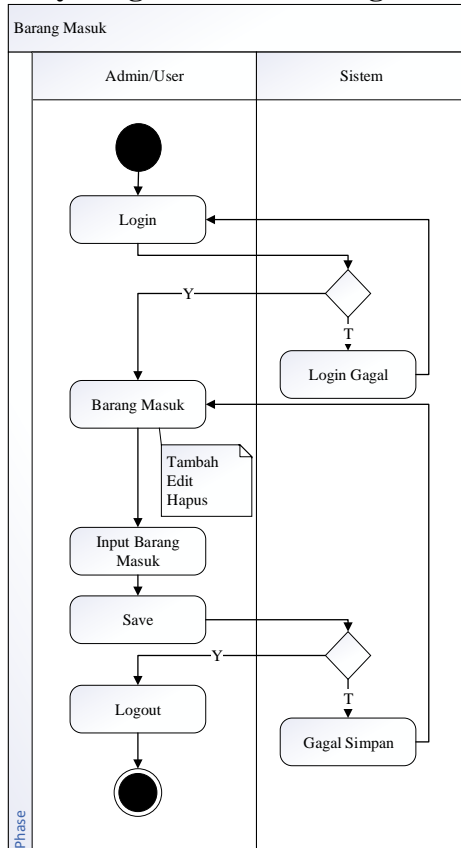 Barang Masuk
Admin/User
Sistem
Login
Y
T
Login Gagal
Barang Masuk
Tambah
Edit
Hapus
Input Barang
Masuk
Save
Y
T
Logout
Gagal Simpan
Phase